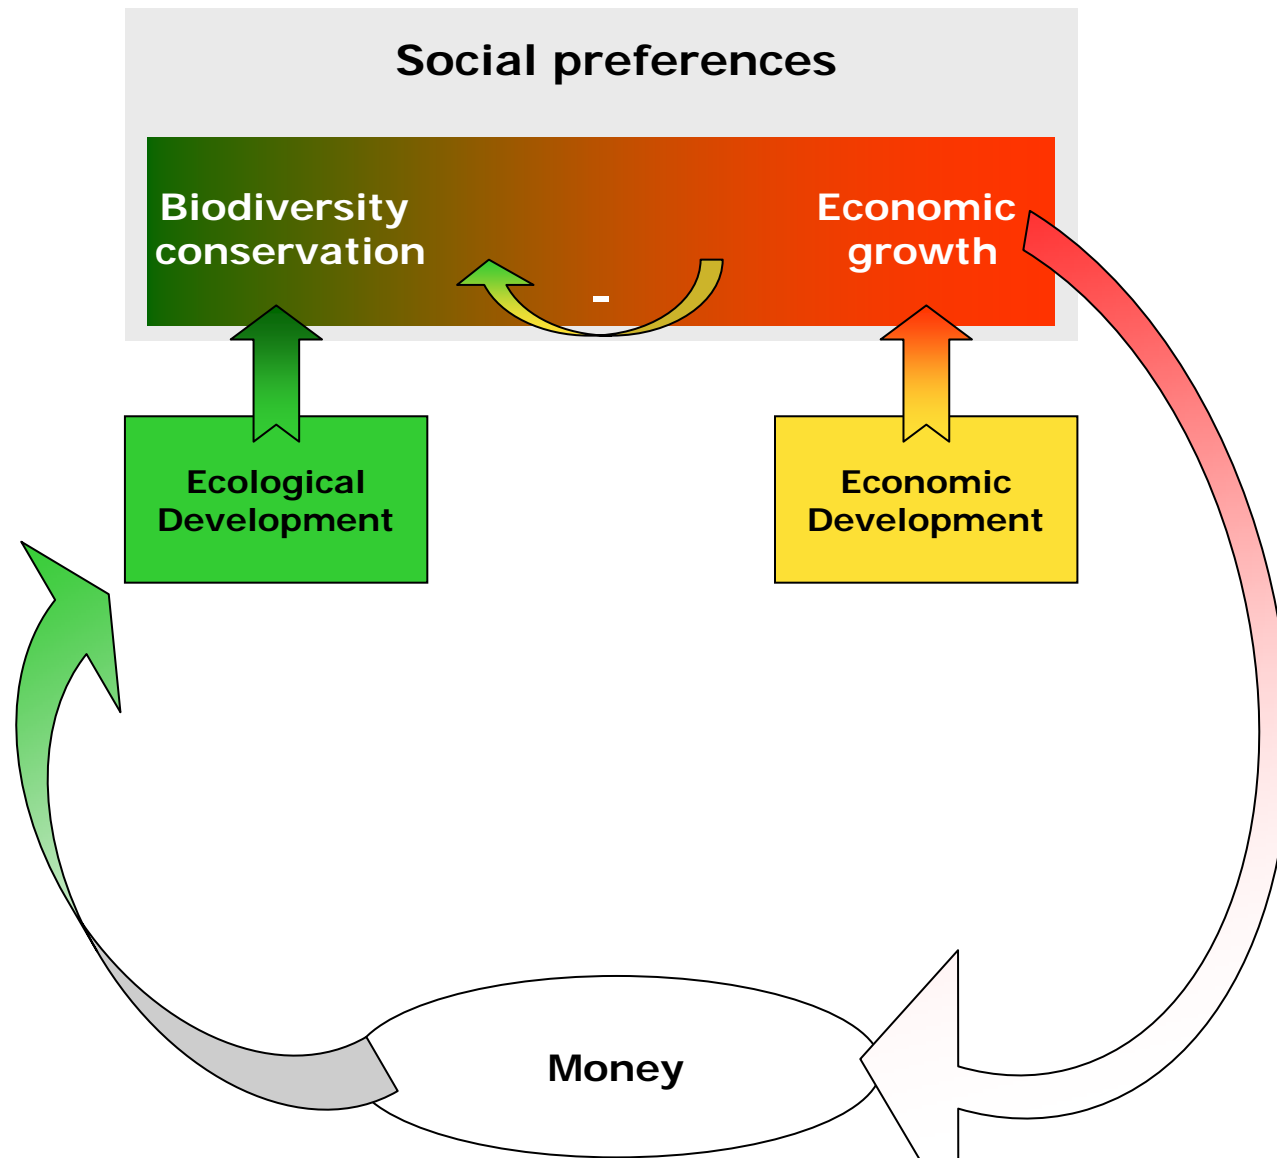 Social preferences
Biodiversity
conservation
Economic
growth
-
Ecological
Development
Economic
Development
Money